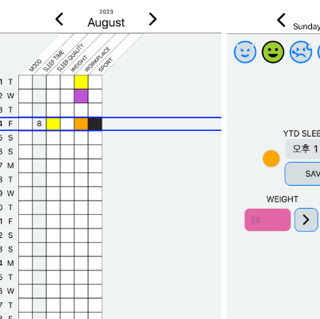 2023
August
MOOD
SLEEP TIME
SLEEP QUALITY
WEIGHT
WORKPLACE
SPORT
1 T
2 W
3 T
4 F 8
5 S
6 S
7 M
8 T
9 W
0 T
1 F
2 S
3 S
4 M
5 T
6 W
7 T
8 F
Sunday
YTD SLEE
오후 1
SAV
WEIGHT
58